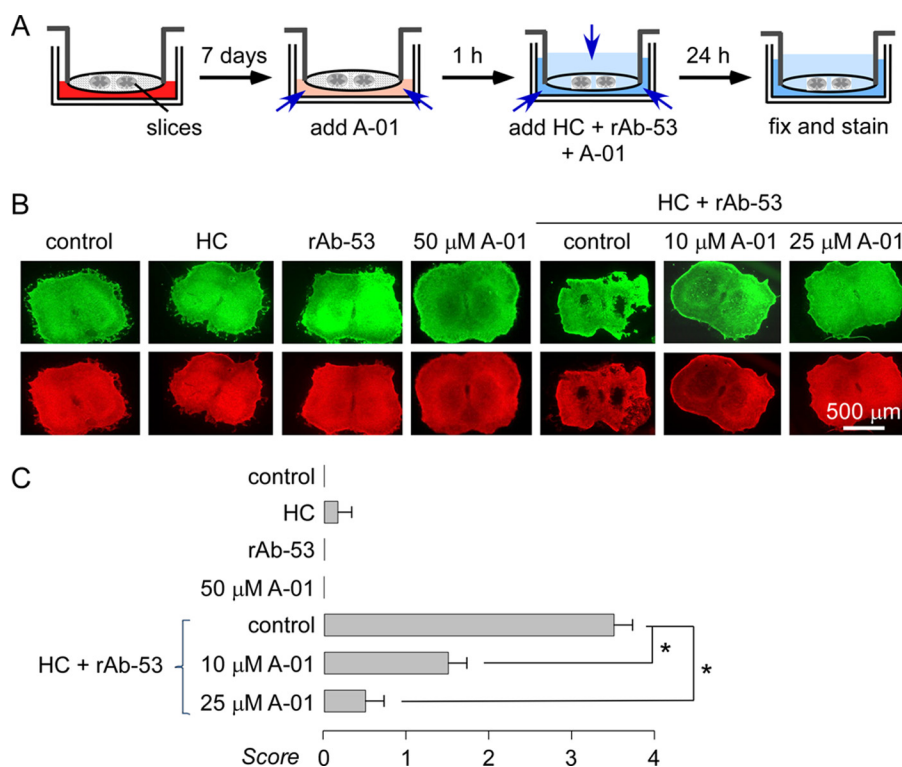 A
7 days
1 h
24 h
slices
add A-01
add HC + rAb-53
+ A-01
fix and stain
B
HC + rAb-53
control HC rAb-53 50 μM A-01 control 10 μM A-01 25 μM A-01
500 μm
C
control
HC
rAb-53
50 μM A-01
control
HC + rAb-53
10 μM A-01
25 μM A-01
*
*
Score 0 1 2 3 4